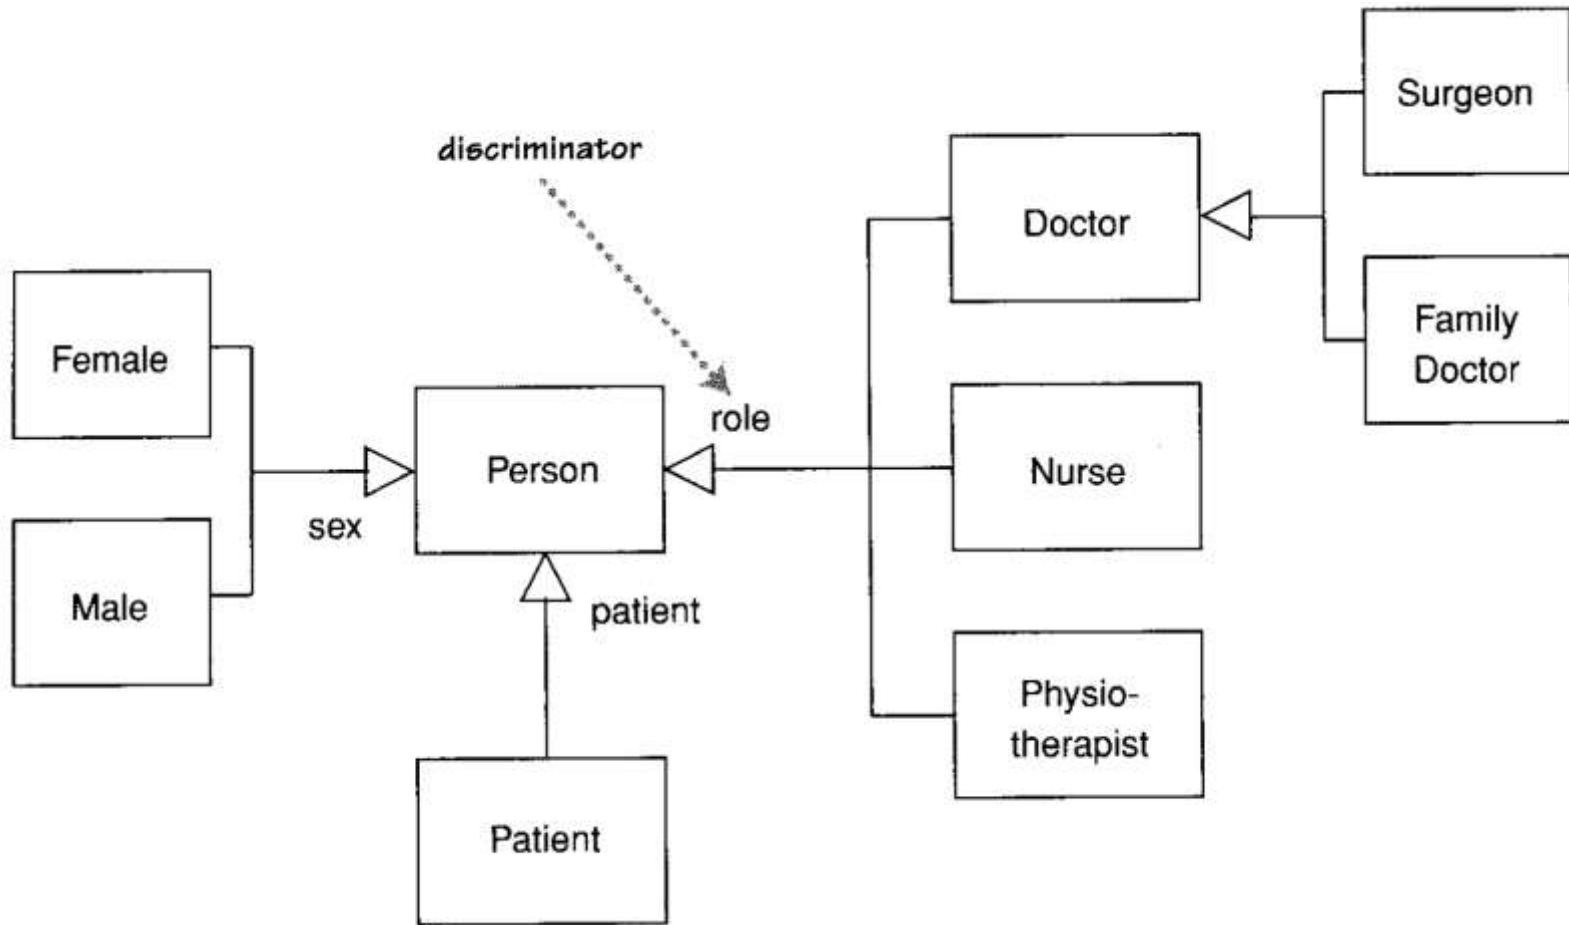 Surgeon
discriminator
Doctor
Female
Family
Doctor
role
Person
Nurse
sex
Male
patient
Physio-
therapist
Patient